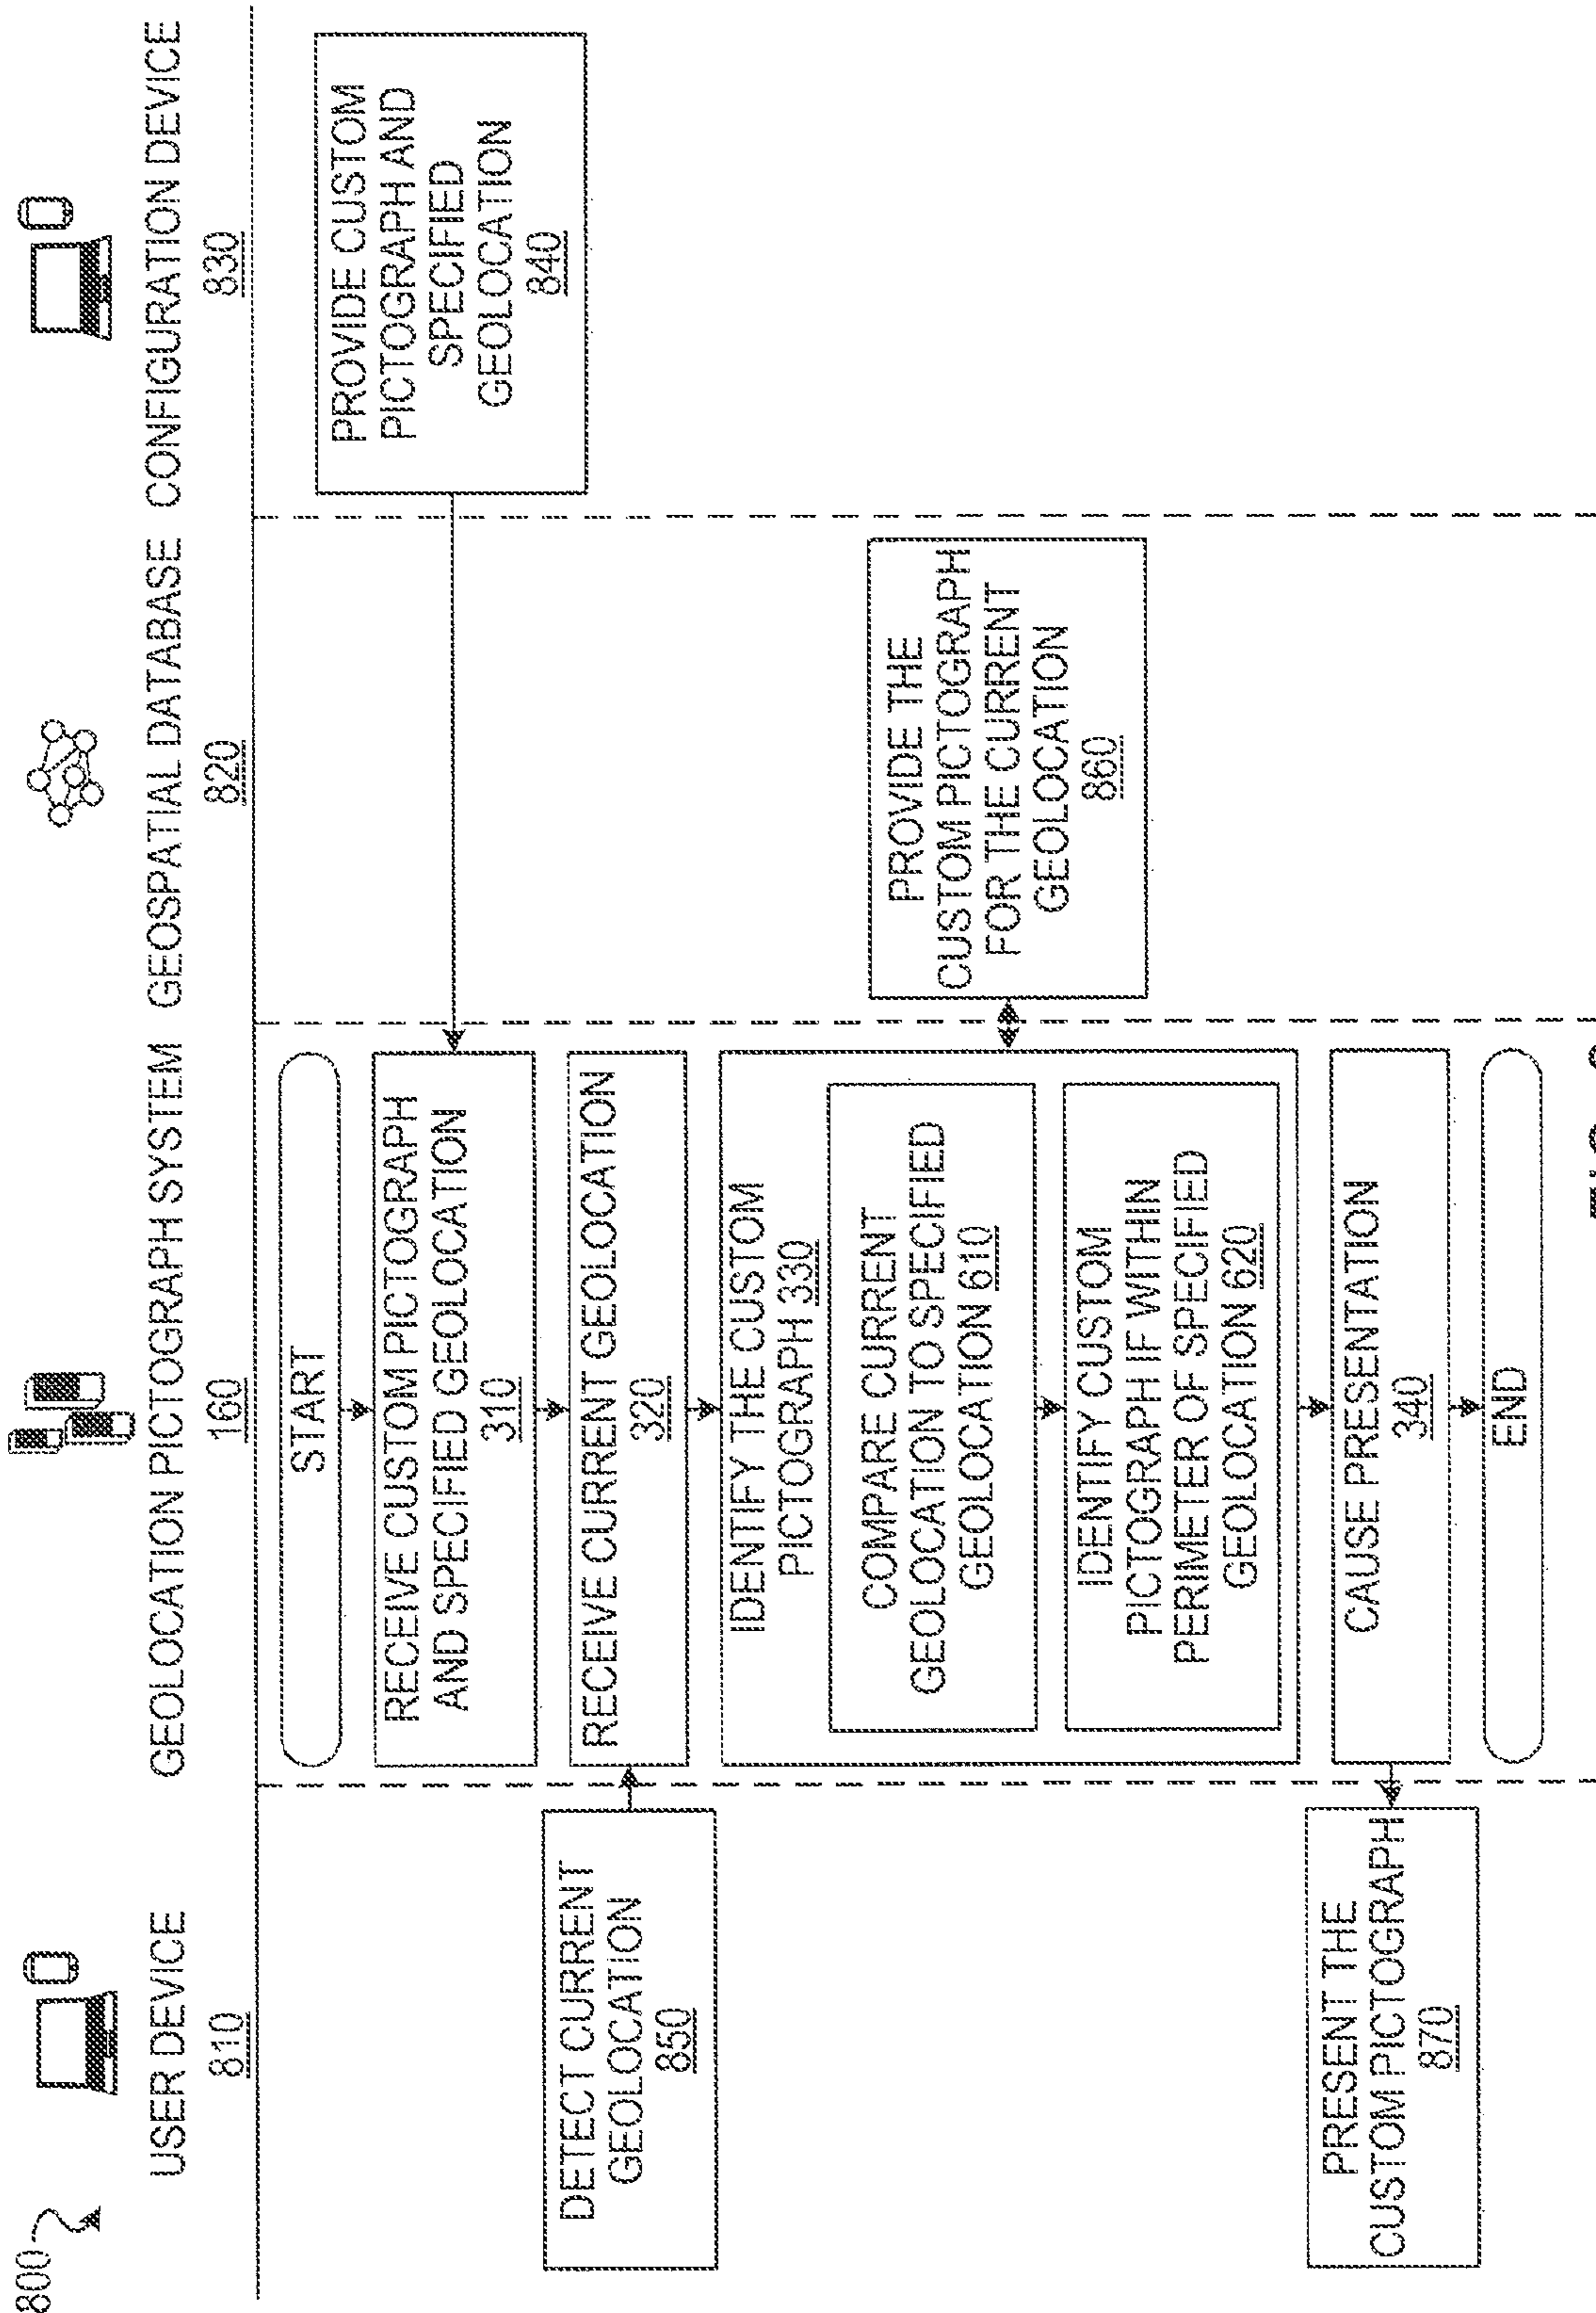 800
USER DEVICE
810
GEOLOCATION PICTOGRAPH SYSTEM
160
GEOSPATIAL DATABASE
820
CONFIGURATION DEVICE
830
START
PROVIDE CUSTOM
PICTOGRAPH AND
SPECIFIED
GEOLOCATION
840
RECEIVE CUSTOM PICTOGRAPH
AND SPECIFIED GEOLOCATION
310
DETECT CURRENT
GEOLOCATION
850
RECEIVE CURRENT GEOLOCATION
320
IDENTIFY THE CUSTOM
PICTOGRAPH 330
COMPARE CURRENT
GEOLOCATION TO SPECIFIED
GEOLOCATION 610
IDENTIFY CUSTOM
PICTOGRAPH IF WITHIN
PERIMETER OF SPECIFIED
GEOLOCATION 620
PROVIDE THE
CUSTOM PICTOGRAPH
FOR THE CURRENT
GEOLOCATION
860
CAUSE PRESENTATION
340
PRESENT THE
CUSTOM PICTOGRAPH
870
END